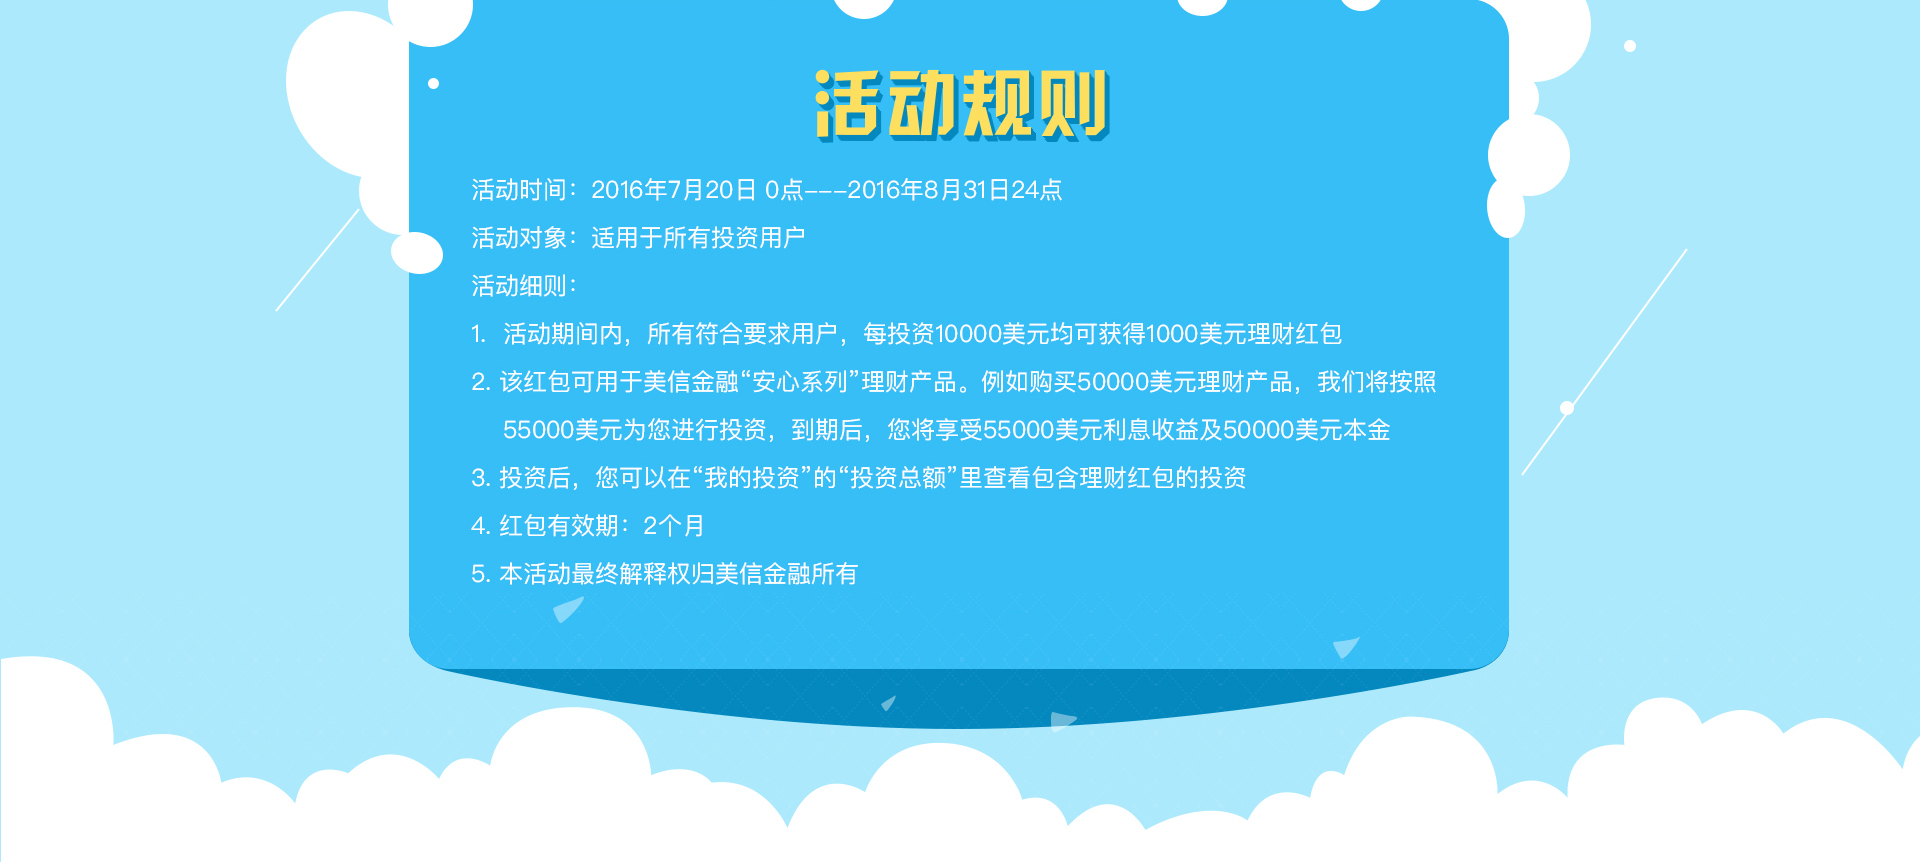 活动规则
活动时间：2016年7月20日 0点---2016年8月31日24点
活动对象：适用于所有投资用户
活动细则：
1. 活动期间内，所有符合要求用户，每投资10000美元均可获得1000美元理财红包
2. 该红包可用于美信金融“安心系列”理财产品。例如购买50000美元理财产品，我们将按照
55000美元为您进行投资，到期后，您将享受55000美元利息收益及50000美元本金
3. 投资后，您可以在“我的投资”的“投资总额”里查看包含理财红包的投资
4. 红包有效期：2个月
5. 本活动最终解释权归美信金融所有